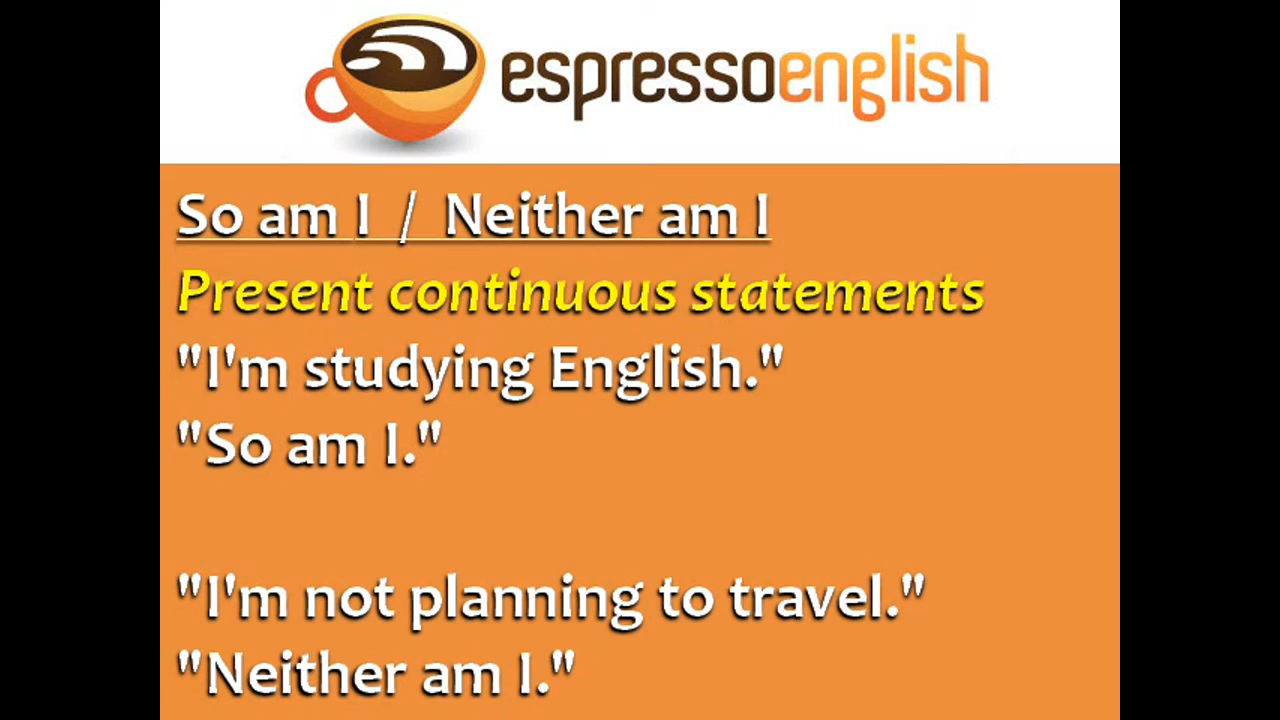 espressoenglish
So am I / Neither am I
Present continuous statements
"I'm studying English."
"So am I."
"I'm not planning to travel."
"Neither am I."